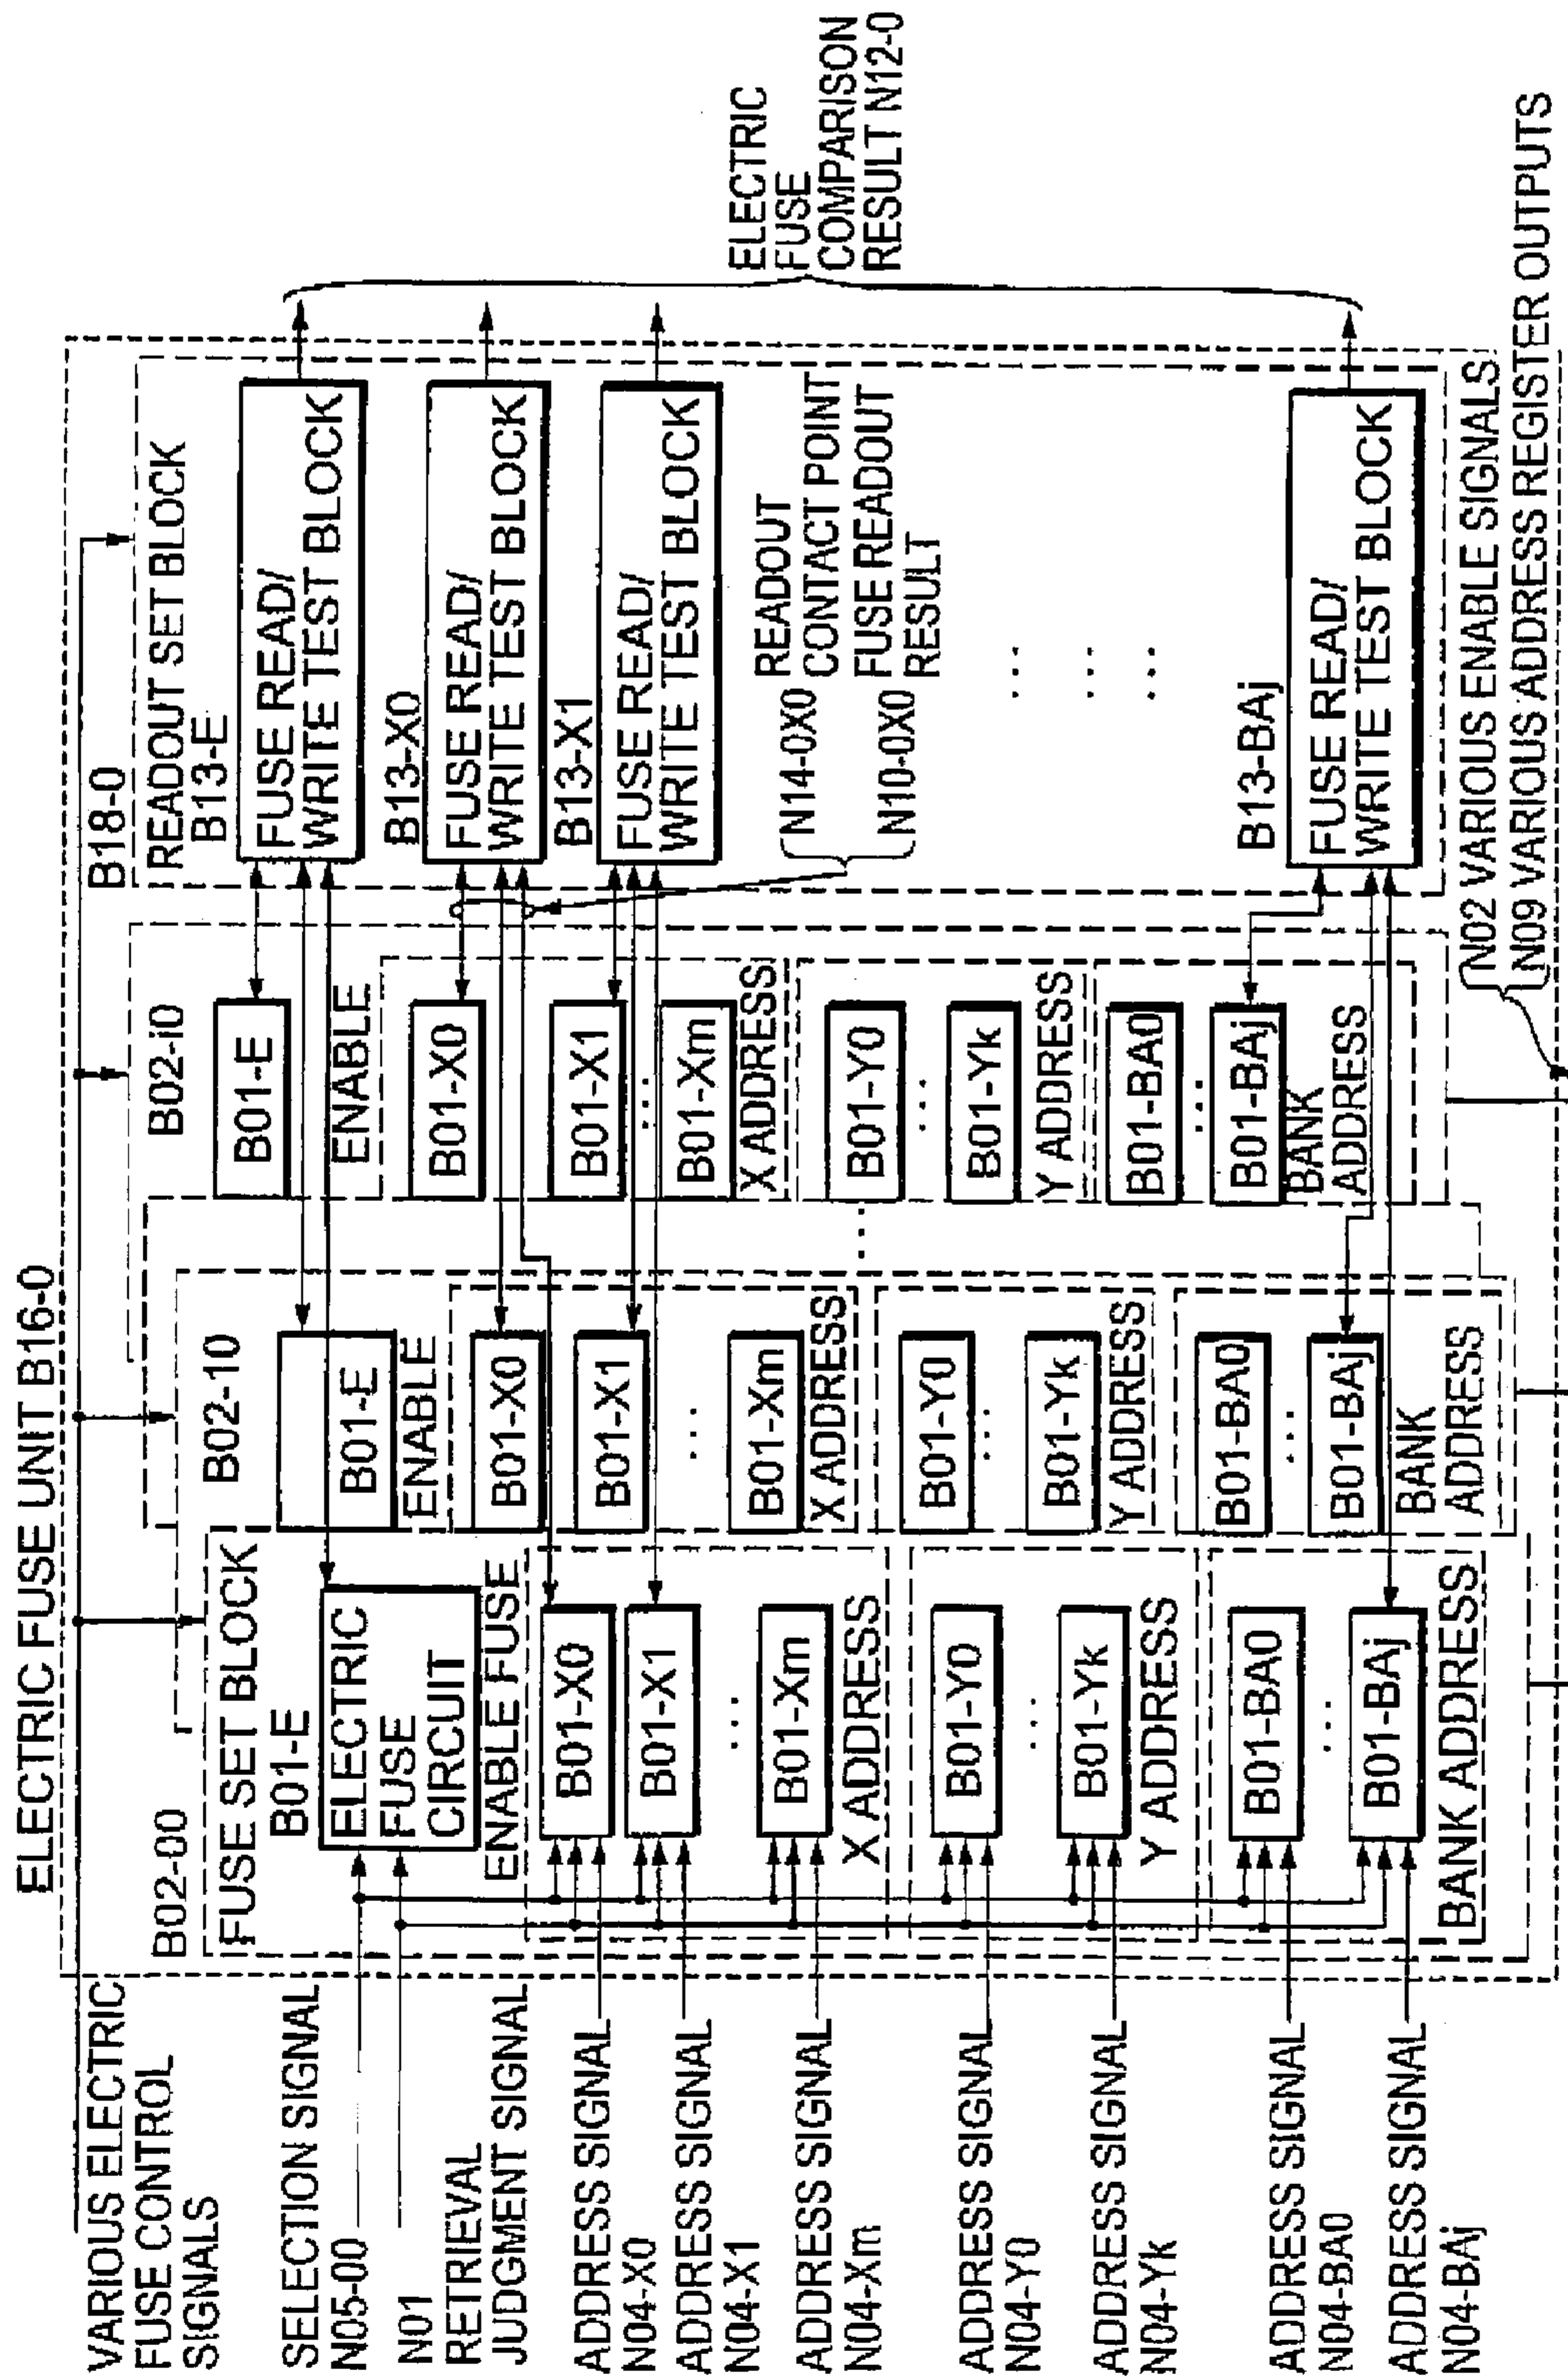 ELECTRIC FUSE UNIT B16-0
VARIOUS ELECTRIC
FUSE CONTROL
SIGNALS
SELECTION SIGNAL
N05-00
N01
RETRIEVAL
JUDGMENT SIGNAL
ADDRESS SIGNAL
N04-X0
ADDRESS SIGNAL
N04-X1
ADDRESS SIGNAL
N04-Xm
ADDRESS SIGNAL
N04-Y0
ADDRESS SIGNAL
N04-Yk
ADDRESS SIGNAL
N04-BA0
ADDRESS SIGNAL
N04-BAj
B02-00
FUSE SET BLOCK
B01-E
ELECTRIC
FUSE
CIRCUIT
ENABLE FUSE
B01-X0
B01-X1
...
B01-Xm
X ADDRESS
B01-Y0
...
B01-Yk
Y ADDRESS
B01-BA0
...
B01-BAj
BANK ADDRESS
B02-10
B01-E
ENABLE
B01-X0
B01-X1
...
B01-Xm
X ADDRESS
B01-Y0
...
B01-Yk
Y ADDRESS
B01-BA0
...
B01-BAj
BANK
ADDRESS
...
B02-i0
B01-E
ENABLE
B01-X0
B01-X1
...
B01-Xm
X ADDRESS
B01-Y0
...
B01-Yk
Y ADDRESS
B01-BA0
...
B01-BAj
BANK
ADDRESS
B18-0
READOUT SET BLOCK
B13-E
FUSE READ/
WRITE TEST BLOCK
B13-X0
FUSE READ/
WRITE TEST BLOCK
B13-X1
FUSE READ/
WRITE TEST BLOCK
N14-0X0 READOUT
CONTACT POINT
N10-0X0 FUSE READOUT
RESULT
...
...
...
B13-BAj
FUSE READ/
WRITE TEST BLOCK
ELECTRIC
FUSE
COMPARISON
RESULT N12-0
N02 VARIOUS ENABLE SIGNALS
N09 VARIOUS ADDRESS REGISTER OUTPUTS